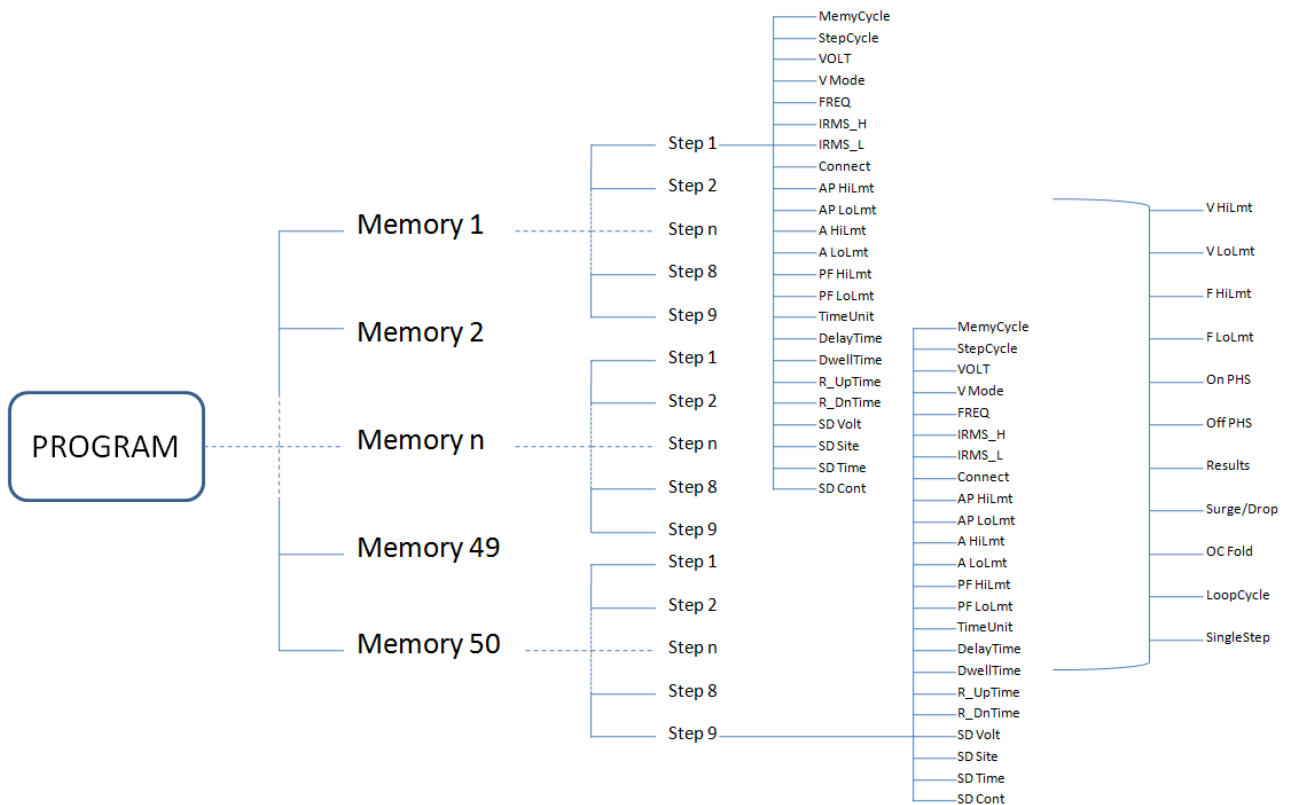 PROGRAM
Memory 1
Memory 2
Memory n
Memory 49
Memory 50
Step 1
Step 2
Step n
Step 8
Step 9
Step 1
Step 2
Step n
Step 8
Step 9
Step 1
Step 2
Step n
Step 8
Step 9
MemyCycle
StepCycle
VOLT
V Mode
FREQ
IRMS_H
IRMS_L
Connect
AP HiLmt
AP LoLmt
A HiLmt
A LoLmt
PF HiLmt
PF LoLmt
TimeUnit
DelayTime
DwellTime
R_UpTime
R_DnTime
SD Volt
SD Site
SD Time
SD Cont
MemyCycle
StepCycle
VOLT
V Mode
FREQ
IRMS_H
IRMS_L
Connect
AP HiLmt
AP LoLmt
A HiLmt
A LoLmt
PF HiLmt
PF LoLmt
TimeUnit
DelayTime
DwellTime
R_UpTime
R_DnTime
SD Volt
SD Site
SD Time
SD Cont
V HiLmt
V LoLmt
F HiLmt
F LoLmt
On PHS
Off PHS
Results
Surge/Drop
OC Fold
LoopCycle
SingleStep